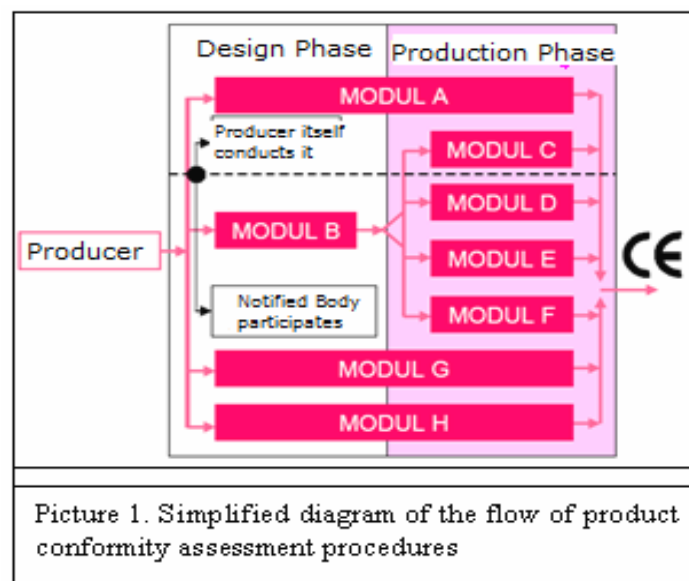 Design Phase
Production Phase
MODUL A
Producer itself
conducts it
MODUL C
MODUL D
MODUL B
Producer
MODUL E
CE
Notified Body
participates
MODUL F
MODUL G
MODUL H
Picture 1. Simplified diagram of the flow of product
conformity assessment procedures